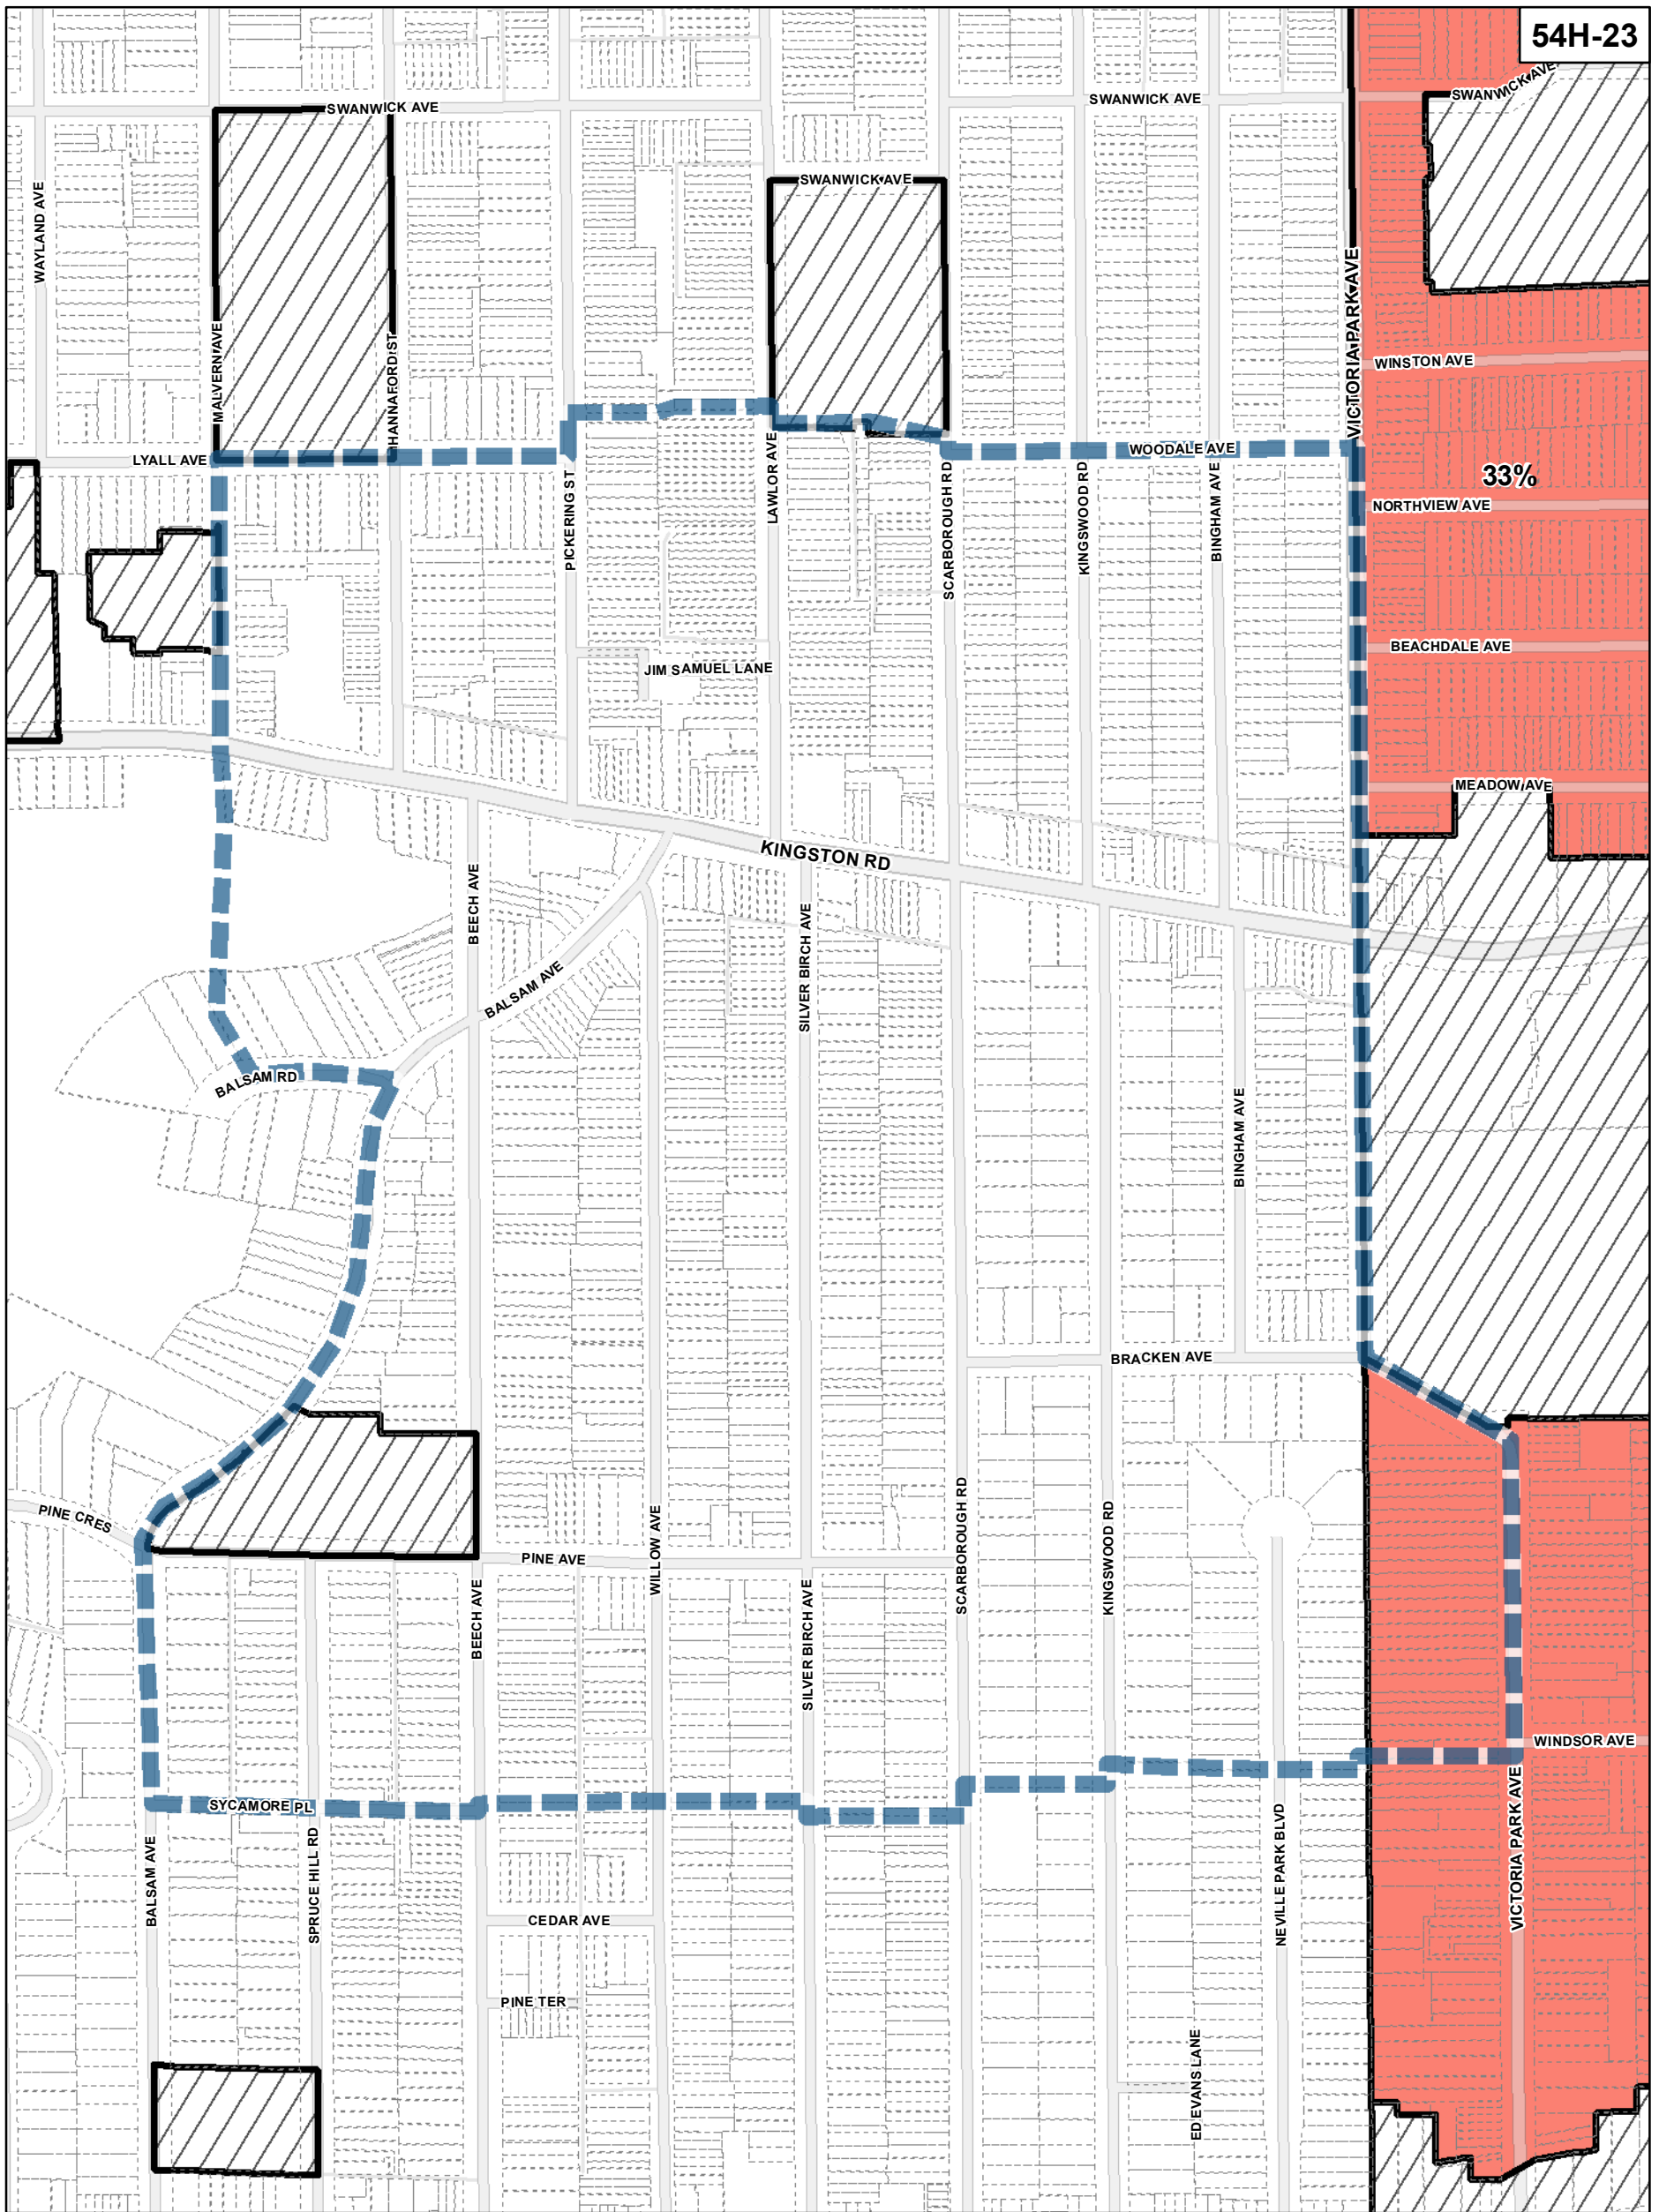 54H-23
SWANWICK AVE
SWANWICK AVE
SWANWICK AVE
SWANWICK AVE
WAYLAND AVE
MALVERN AVE
HANNAFORD ST
VICTORIA PARK AVE
WINSTON AVE
LYALL AVE
WOODALE AVE
33%
PICKERING ST
LAWLOR AVE
SCARBOROUGH RD
KINGSWOOD RD
BINGHAM AVE
NORTHVIEW AVE
BEACHDALE AVE
JIM SAMUEL LANE
MEADOW AVE
KINGSTON RD
BEECH AVE
SILVER BIRCH AVE
BALSAM AVE
BALSAM RD
BINGHAM AVE
BRACKEN AVE
PINE CRES
PINE AVE
WILLOW AVE
SCARBOROUGH RD
KINGSWOOD RD
BEECH AVE
SILVER BIRCH AVE
WINDSOR AVE
SYCAMORE PL
BALSAM AVE
SPRUCE HILL RD
NEVILLE PARK BLVD
VICTORIA PARK AVE
CEDAR AVE
PINE TER
ED EVANS LANE